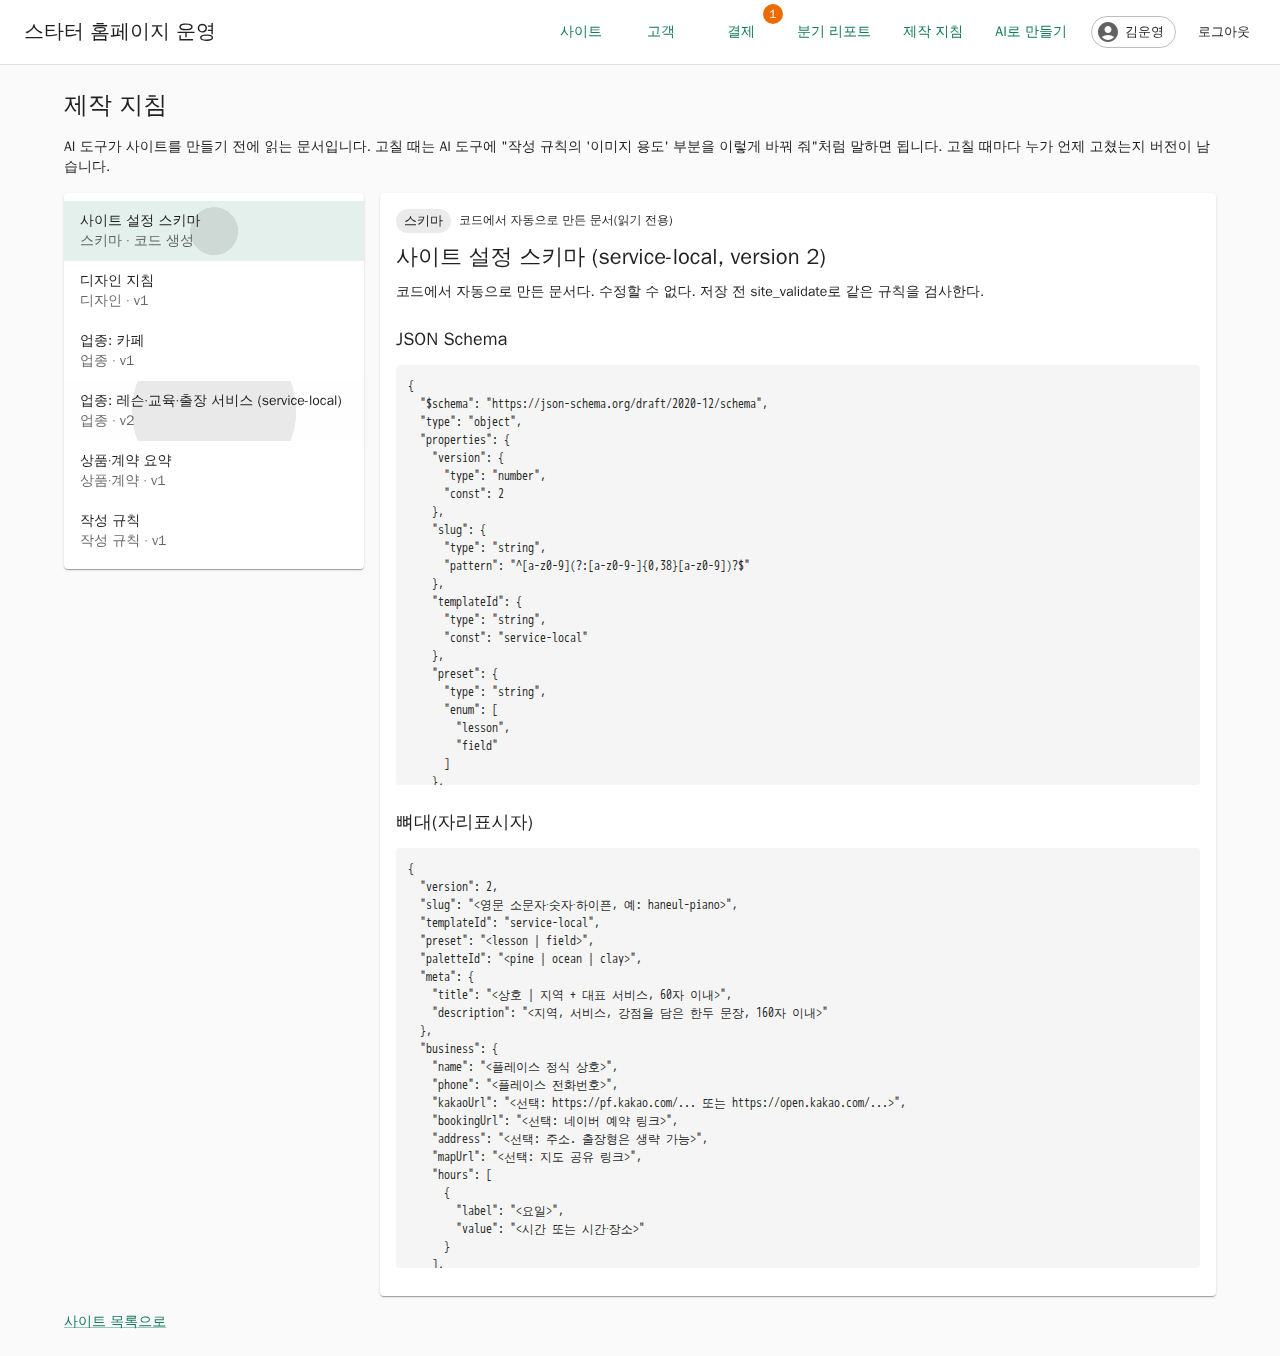 스타터 홈페이지 운영
사이트
고객
결제
1
분기 리포트
제작 지침
AI로 만들기
김운영
로그아웃
제작 지침
AI 도구가 사이트를 만들기 전에 읽는 문서입니다. 고칠 때는 AI 도구에 "작성 규칙의 '이미지 용도' 부분을 이렇게 바꿔 줘"처럼 말하면 됩니다. 고칠 때마다 누가 언제 고쳤는지 버전이 남
습니다.
사이트 설정 스키마
스키마 · 코드 생성
디자인 지침
디자인 · v1
업종: 카페
업종 · v1
업종: 레슨·교육·출장 서비스 (service-local)
업종 · v2
상품·계약 요약
상품·계약 · v1
작성 규칙
작성 규칙 · v1
스키마
코드에서 자동으로 만든 문서(읽기 전용)
사이트 설정 스키마 (service-local, version 2)
코드에서 자동으로 만든 문서다. 수정할 수 없다. 저장 전 site_validate로 같은 규칙을 검사한다.
JSON Schema
{
"$schema": "https://json-schema.org/draft/2020-12/schema",
"type": "object",
"properties": {
"version": {
"type": "number",
"const": 2
},
"slug": {
"type": "string",
"pattern": "^[a-z0-9](?:[a-z0-9-]{0,38}[a-z0-9])?$"
},
"templateId": {
"type": "string",
"const": "service-local"
},
"preset": {
"type": "string",
"enum": [
"lesson",
"field"
]
},
뼈대(자리표시자)
{
"version": 2,
"slug": "<영문 소문자·숫자·하이픈, 예: haneul-piano>",
"templateId": "service-local",
"preset": "<lesson | field>",
"paletteId": "<pine | ocean | clay>",
"meta": {
"title": "<상호 | 지역 + 대표 서비스, 60자 이내>",
"description": "<지역, 서비스, 강점을 담은 한두 문장, 160자 이내>"
},
"business": {
"name": "<플레이스 정식 상호>",
"phone": "<플레이스 전화번호>",
"kakaoUrl": "<선택: https://pf.kakao.com/... 또는 https://open.kakao.com/...>",
"bookingUrl": "<선택: 네이버 예약 링크>",
"address": "<선택: 주소. 출장형은 생략 가능>",
"mapUrl": "<선택: 지도 공유 링크>",
"hours": [
{
"label": "<요일>",
"value": "<시간 또는 시간·장소>"
}
],
사이트 목록으로